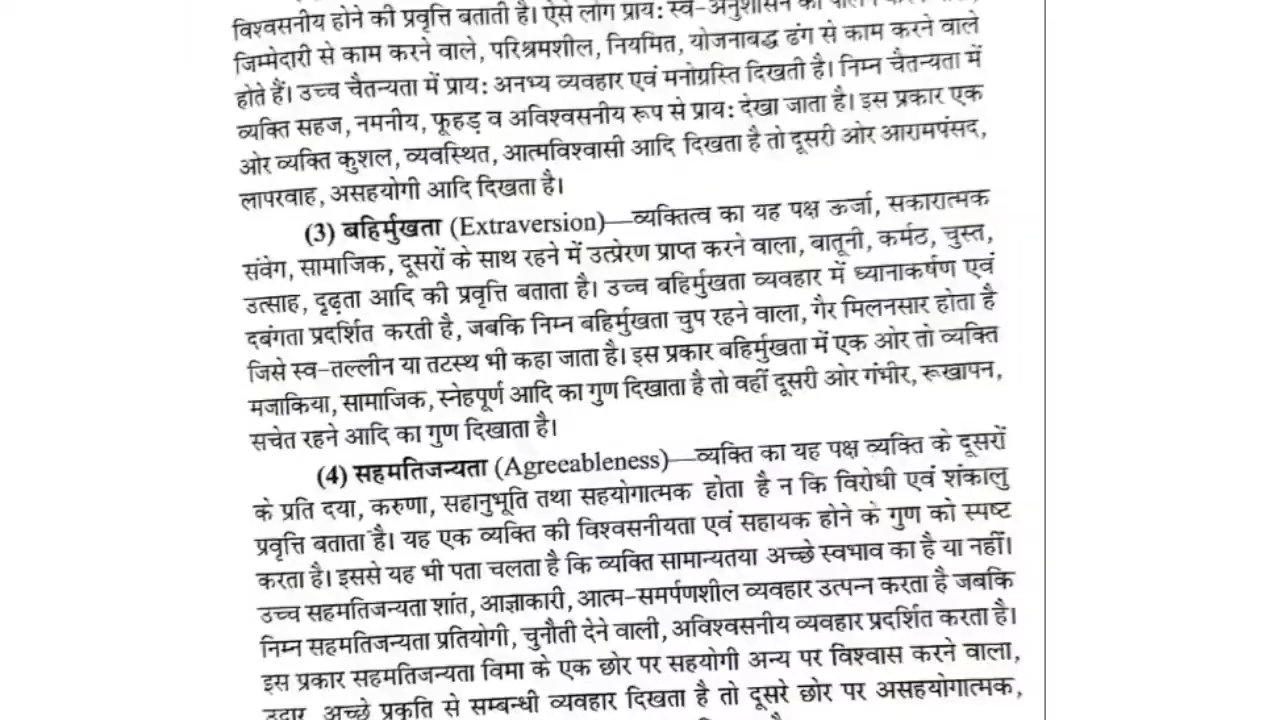 विश्वसनीय होने की प्रवृत्ति बताती है। ऐसे लोग प्राय: स्व-अनुशासन का
जिम्मेदारी से काम करने वाले, परिश्रमशील, नियमित, योजनाबद्ध ढंग से काम करने वाले
होते हैं। उच्च चैतन्यता में प्राय: अनभ्य व्यवहार एवं मनोग्रस्ति दिखती है। निम्न चैतन्यता में
व्यक्ति सहज, नमनीय, फूहड़ व अविश्वसनीय रूप से प्राय: देखा जाता है। इस प्रकार एक
ओर व्यक्ति कुशल, व्यवस्थित, आत्मविश्वासी आदि दिखता है तो दूसरी ओर आरामपंसद,
लापरवाह, असहयोगी आदि दिखता है।
(3) बहिर्मुखता (Extraversion)—व्यक्तित्व का यह पक्ष ऊर्जा, सकारात्मक
संवेग, सामाजिक, दूसरों के साथ रहने में उत्प्रेरण प्राप्त करने वाला, वातूनी, कर्मठ, चुस्त,
उत्साह, दृढ़ता आदि की प्रवृत्ति बताता है। उच्च बहिर्मुखता व्यवहार में ध्यानाकर्षण एवं
दबंगता प्रदर्शित करती है, जबकि निम्न बहिर्मुखता चुप रहने वाला, गैर मिलनसार होता है
जिसे स्व-तल्लीन या तटस्थ भी कहा जाता है। इस प्रकार बहिर्मुखता में एक ओर तो व्यक्ति
मजाकिया, सामाजिक, स्नेहपूर्ण आदि का गुण दिखाता है तो वहीं दूसरी ओर गंभीर, रूखापन,
सचेत रहने आदि का गुण दिखाता है।
(4) सहमतिजन्यता (Agreeableness)—व्यक्ति का यह पक्ष व्यक्ति के दूसरों
के प्रति दया, करुणा, सहानुभूति तथा सहयोगात्मक होता है न कि विरोधी एवं शंकालु
प्रवृत्ति बताता है। यह एक व्यक्ति की विश्वसनीयता एवं सहायक होने के गुण को स्पष्ट
करता है। इससे यह भी पता चलता है कि व्यक्ति सामान्यतया अच्छे स्वभाव का है या नहीं।
उच्च सहमतिजन्यता शांत, आज्ञाकारी, आत्म-समर्पणशील व्यवहार उत्पन्न करता है जबकि
निम्न सहमतिजन्यता प्रतियोगी, चुनौती देने वाली, अविश्वसनीय व्यवहार प्रदर्शित करता है।
इस प्रकार सहमतिजन्यता विमा के एक छोर पर सहयोगी अन्य पर विश्वास करने वाला,
उदार, अच्छे प्रकृति से सम्बन्धी व्यवहार दिखता है तो दूसरे छोर पर असहयोगात्मक,